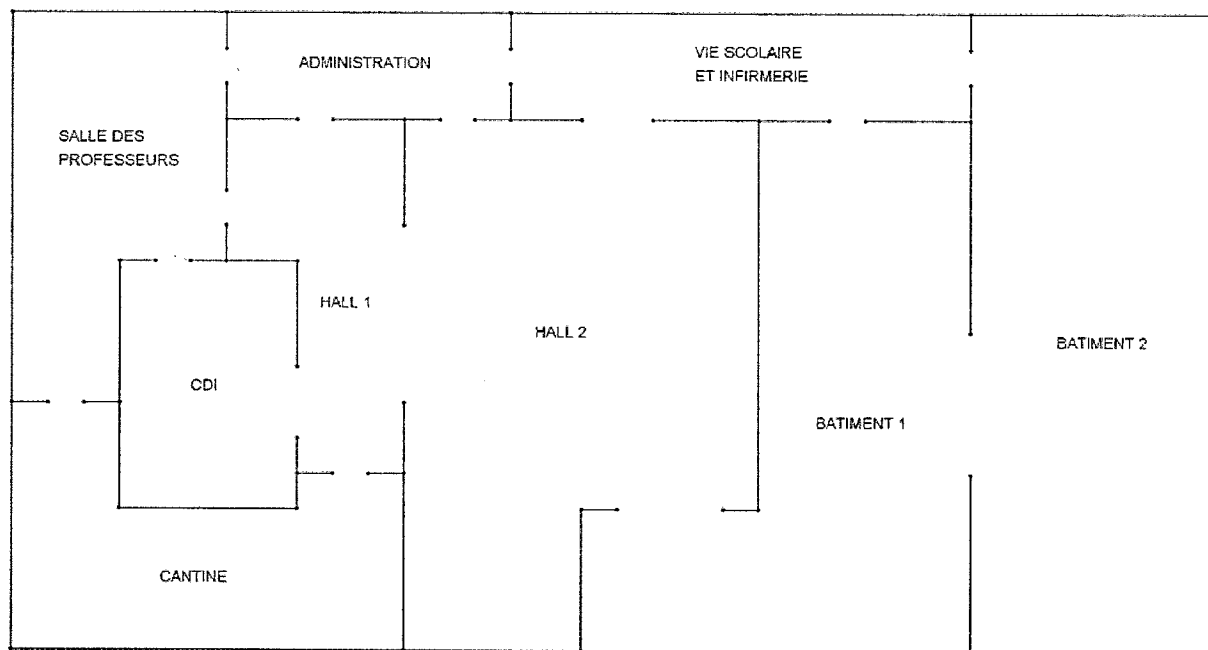 ADMINISTRATION
VIE SCOLAIRE
ET INFIRMERIE
SALLE DES
PROFESSEURS
HALL 1
HALL 2
BATIMENT 2
CDI
BATIMENT 1
CANTINE